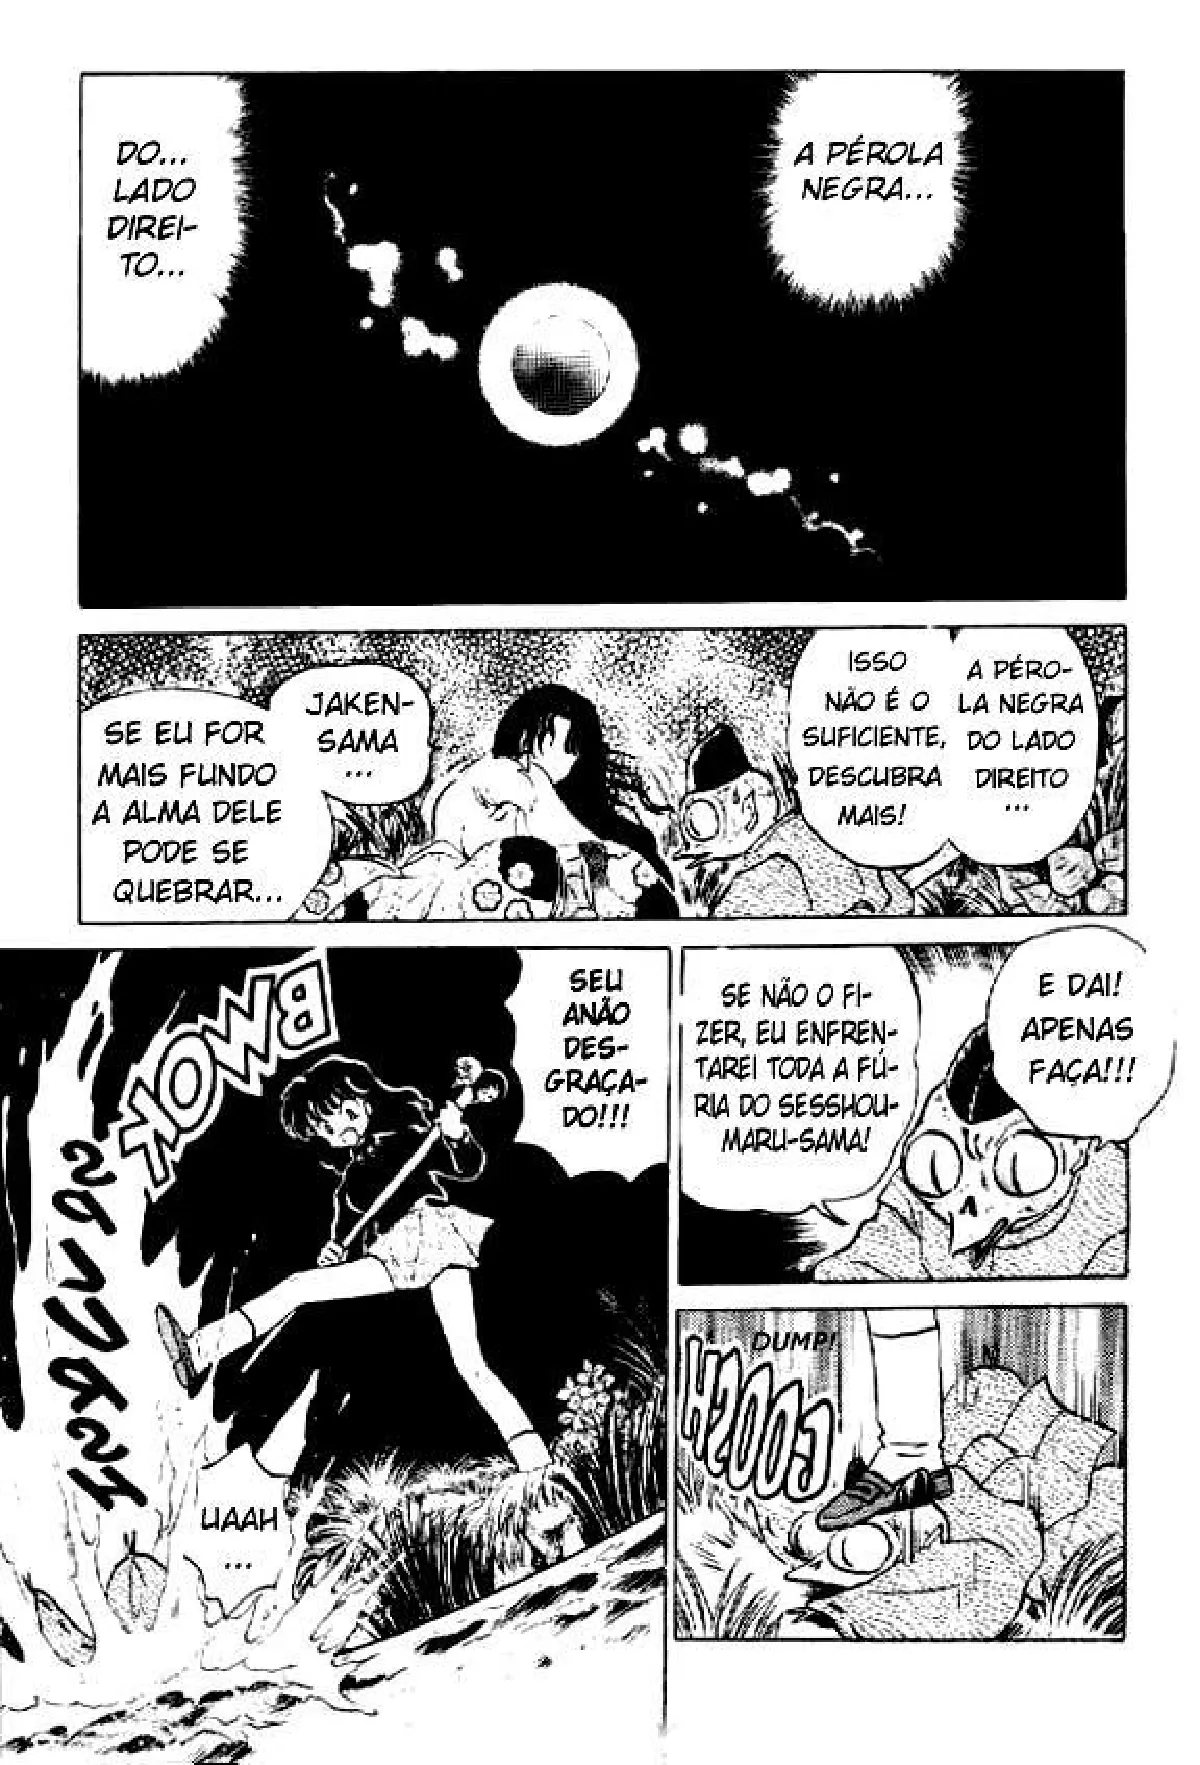 A PÉROLA
NEGRA...
DO...
LADO
DIREI-
TO...
A PÉRO-
LA NEGRA
DO LADO
DIREITO
...
ISSO
NÃO É O
SUFICIENTE,
DESCUBRA
MAIS!
JAKEN-
SAMA
...
SE EU FOR
MAIS FUNDO
A ALMA DELE
PODE SE
QUEBRAR...
E DAI!
APENAS
FAÇA!!!
SE NÃO O FI-
ZER, EU ENFREN-
TAREI TODA A FÚ-
RIA DO SESSHOU-
MARU-SAMA!
DUMP!
GOOSH
SEU
ANÃO
DES-
GRAÇA-
DO!!!
BWOK
UAAH
...